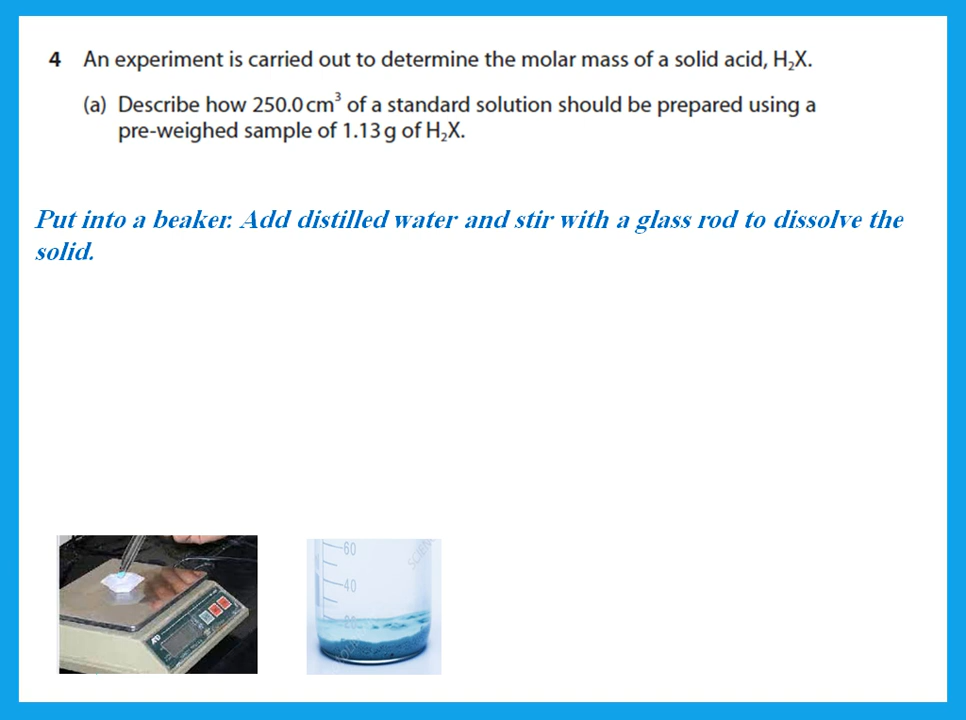 4 An experiment is carried out to determine the molar mass of a solid acid, H₂X.
(a) Describe how 250.0 cm³ of a standard solution should be prepared using a
pre-weighed sample of 1.13 g of H₂X.
Put into a beaker. Add distilled water and stir with a glass rod to dissolve the
solid.
60
40